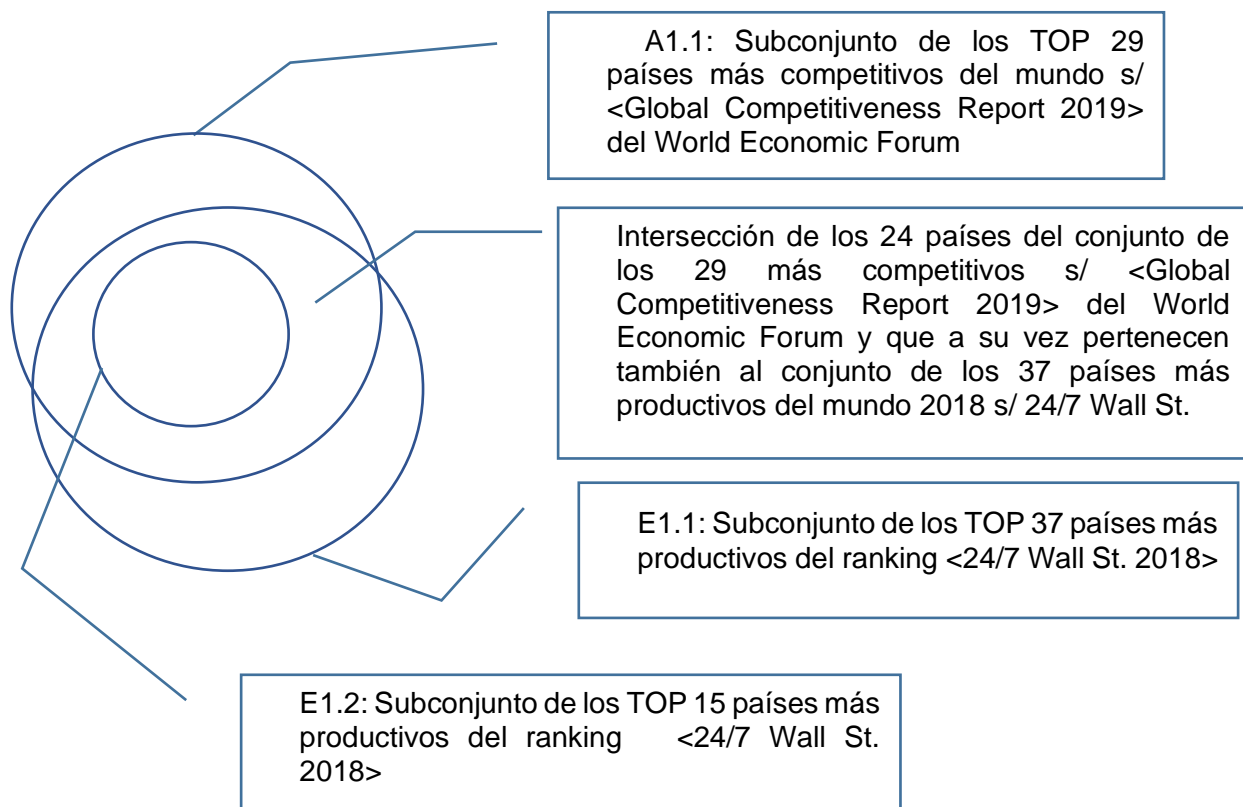 A1.1: Subconjunto de los TOP 29
países más competitivos del mundo s/
<Global Competitiveness Report 2019>
del World Economic Forum
Intersección de los 24 países del conjunto de
los 29 más competitivos s/ <Global
Competitiveness Report 2019> del World
Economic Forum y que a su vez pertenecen
también al conjunto de los 37 países más
productivos del mundo 2018 s/ 24/7 Wall St.
E1.1: Subconjunto de los TOP 37 países más
productivos del ranking <24/7 Wall St. 2018>
E1.2: Subconjunto de los TOP 15 países más
productivos del ranking <24/7 Wall St.
2018>